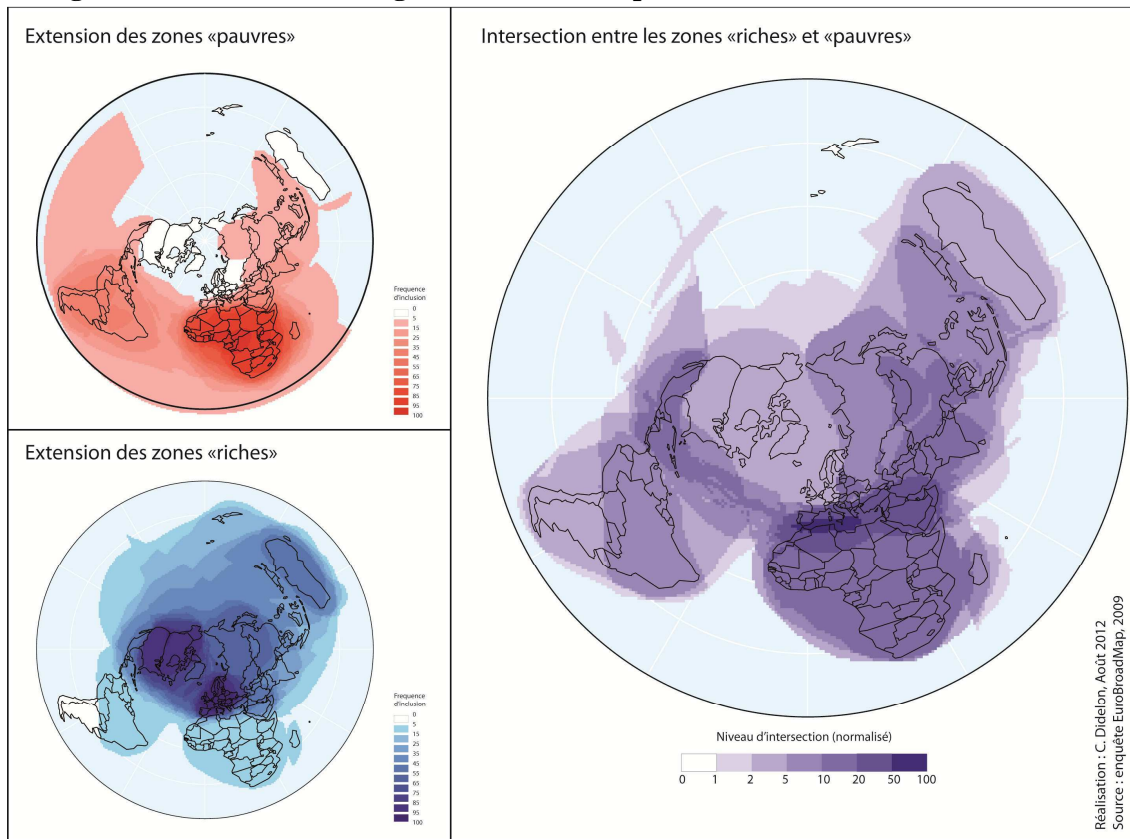 Extension des zones «pauvres»
Frequence
d'inclusion
0
5
15
25
35
45
55
65
75
85
95
100
Extension des zones «riches»
Frequence
d'inclusion
0
5
15
25
35
45
55
65
75
85
95
100
Intersection entre les zones «riches» et «pauvres»
Niveau d'intersection (normalisé)
0 1 2 5 10 20 50 100
Réalisation : C. Didelon, Août 2012
Source : enquête EuroBroadMap, 2009